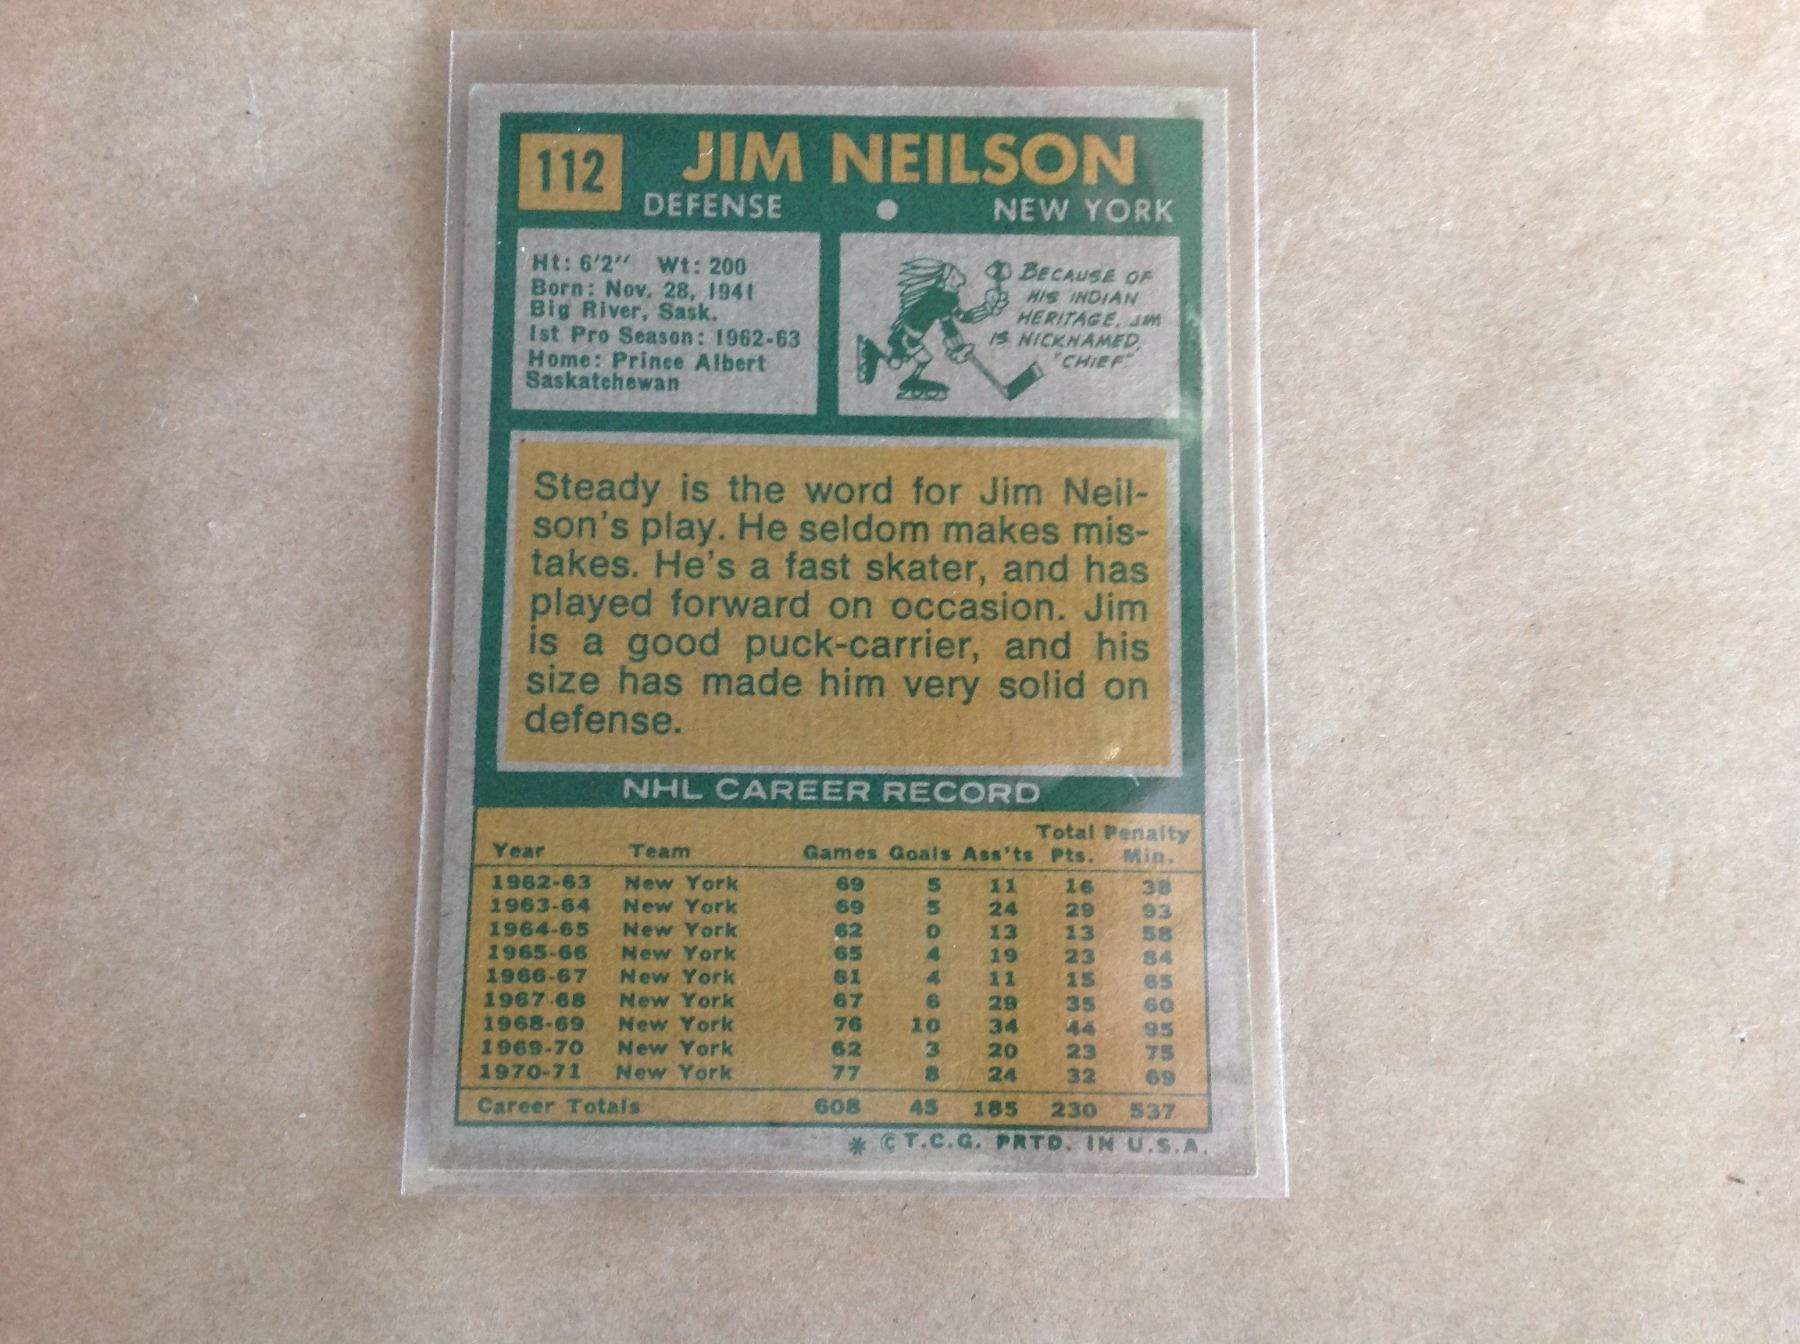 112
JIM NEILSON
DEFENSE • NEW YORK
Ht: 6'2'' Wt: 200
Born: Nov. 28, 1941
Big River, Sask.
1st Pro Season: 1962-63
Home: Prince Albert
Saskatchewan
BECAUSE OF
HIS INDIAN
HERITAGE, JIM
IS NICKNAMED,
"CHIEF"
Steady is the word for Jim Neil-
son's play. He seldom makes mis-
takes. He's a fast skater, and has
played forward on occasion. Jim
is a good puck-carrier, and his
size has made him very solid on
defense.
NHL CAREER RECORD
Total Penalty
Year Team Games Goals Ass'ts Pts. Min.
1962-63 New York 69 5 11 16 38
1963-64 New York 69 5 24 29 93
1964-65 New York 62 0 13 13 58
1965-66 New York 65 4 19 23 84
1966-67 New York 61 4 11 15 65
1967-68 New York 67 6 29 35 60
1968-69 New York 76 10 34 44 95
1969-70 New York 62 3 20 23 75
1970-71 New York 77 8 24 32 69
Career Totals 608 45 185 230 537
* © T.C.G. PRTD. IN U.S.A.